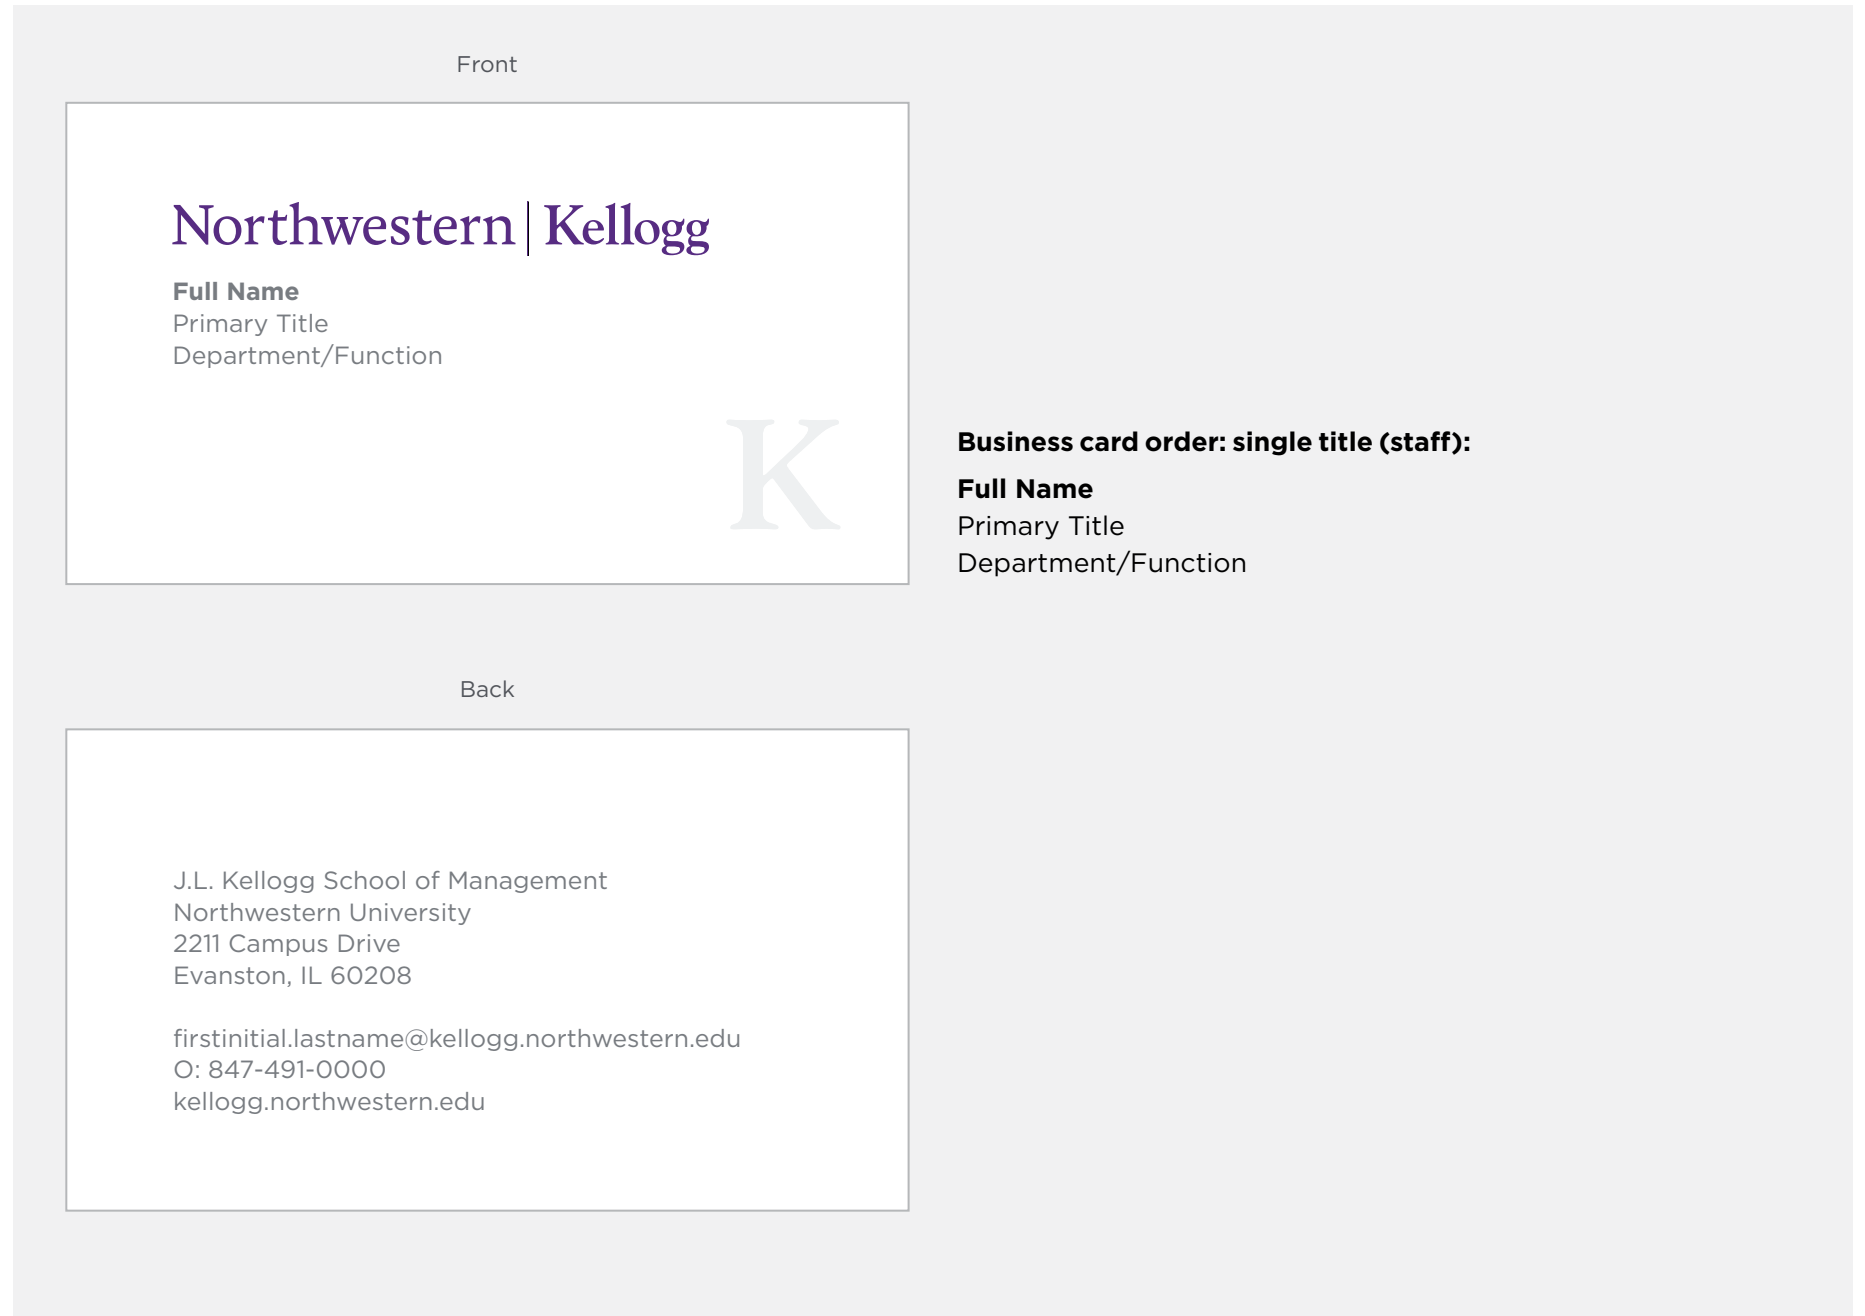 Front
Northwestern | Kellogg
Full Name
Primary Title
Department/Function
K
Business card order: single title (staff):
Full Name
Primary Title
Department/Function
Back
J.L. Kellogg School of Management
Northwestern University
2211 Campus Drive
Evanston, IL 60208
firstinitial.lastname@kellogg.northwestern.edu
O: 847-491-0000
kellogg.northwestern.edu